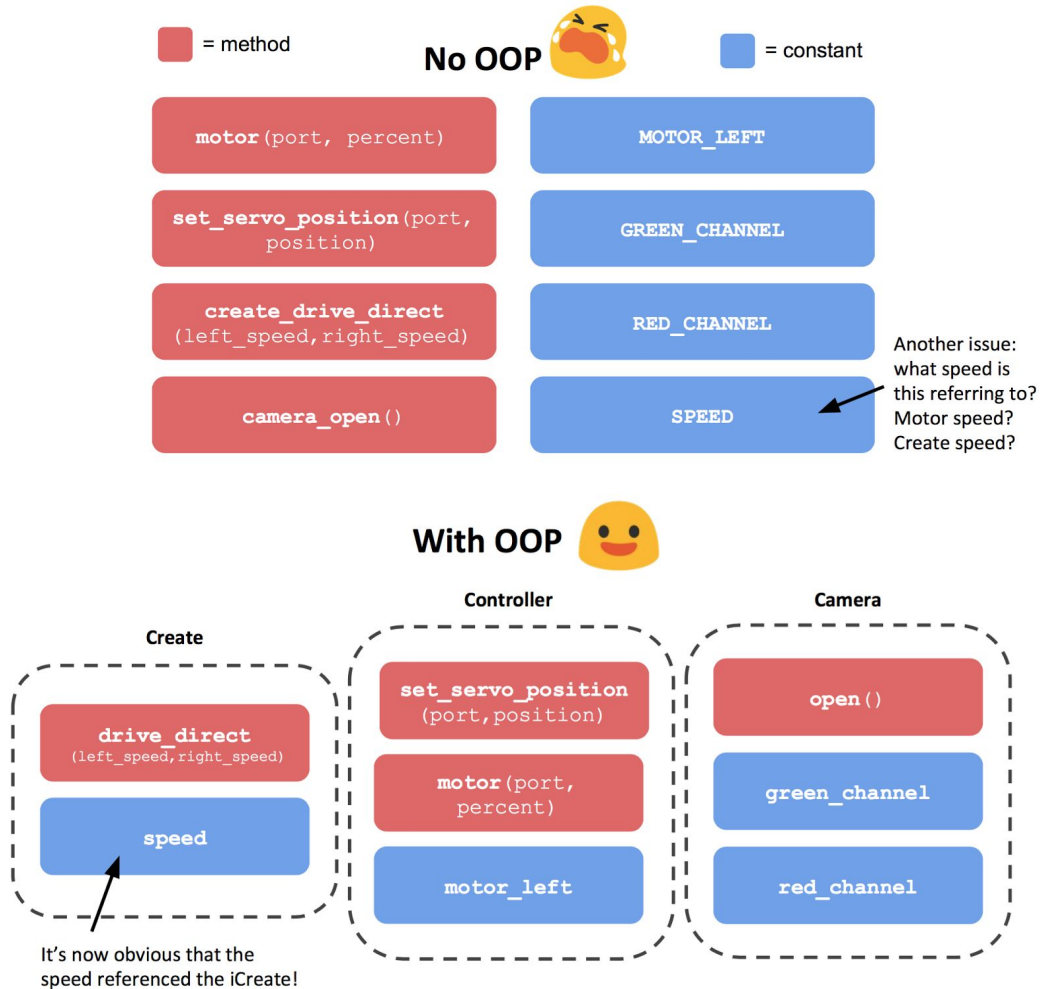 = method
No OOP
= constant
motor(port, percent)
MOTOR_LEFT
set_servo_position(port,
position)
GREEN_CHANNEL
create_drive_direct
(left_speed,right_speed)
RED_CHANNEL
camera_open()
SPEED
Another issue:
what speed is
this referring to?
Motor speed?
Create speed?
With OOP
Create
drive_direct
(left_speed,right_speed)
speed
It’s now obvious that the
speed referenced the iCreate!
Controller
set_servo_position
(port,position)
motor(port,
percent)
motor_left
Camera
open()
green_channel
red_channel